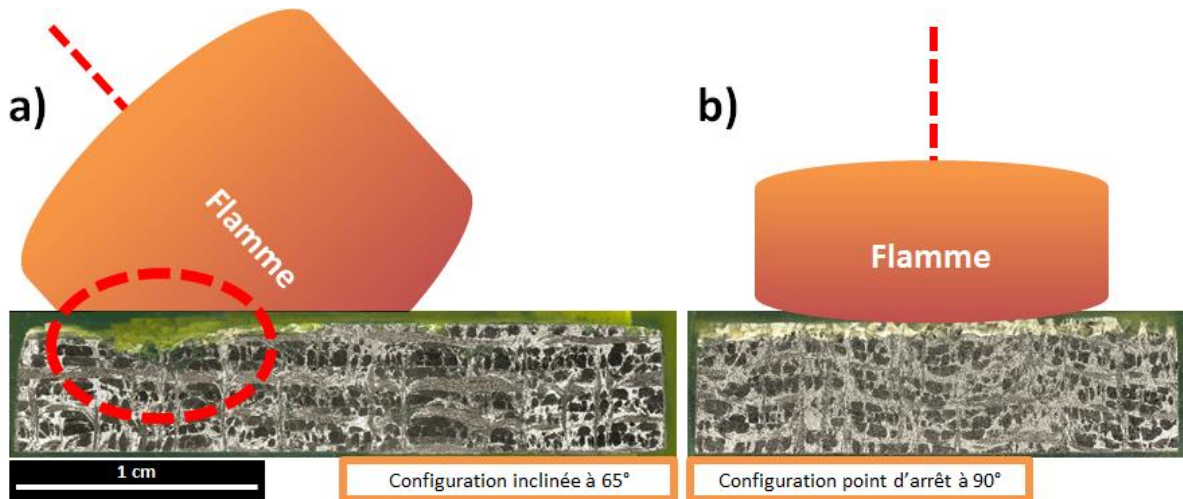 a)
Flamme
1 cm
Configuration inclinée à 65°
b)
Flamme
Configuration point d'arrêt à 90°